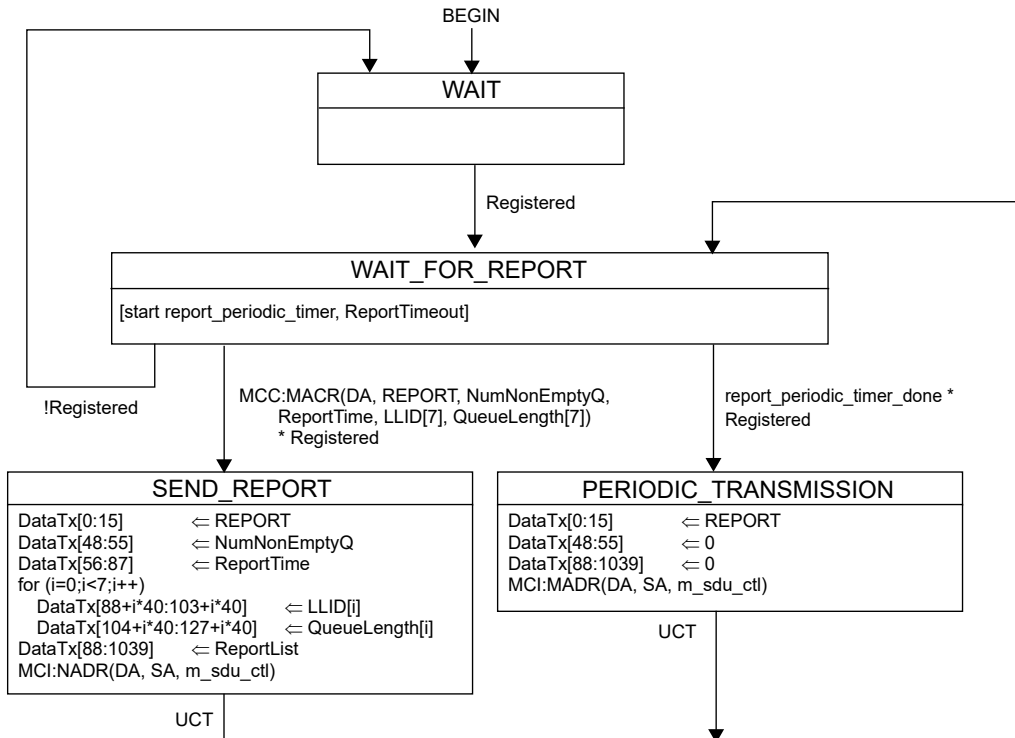 BEGIN
WAIT
Registered
WAIT_FOR_REPORT
[start report_periodic_timer, ReportTimeout]
!Registered
MCC:MACR(DA, REPORT, NumNonEmptyQ,
ReportTime, LLID[7], QueueLength[7])
* Registered
report_periodic_timer_done *
Registered
SEND_REPORT
DataTx[0:15] ⇐ REPORT
DataTx[48:55] ⇐ NumNonEmptyQ
DataTx[56:87] ⇐ ReportTime
for (i=0;i<7;i++)
DataTx[88+i*40:103+i*40] ⇐ LLID[i]
DataTx[104+i*40:127+i*40] ⇐ QueueLength[i]
DataTx[88:1039] ⇐ ReportList
MCI:NADR(DA, SA, m_sdu_ctl)
UCT
PERIODIC_TRANSMISSION
DataTx[0:15] ⇐ REPORT
DataTx[48:55] ⇐ 0
DataTx[88:1039] ⇐ 0
MCI:MADR(DA, SA, m_sdu_ctl)
UCT